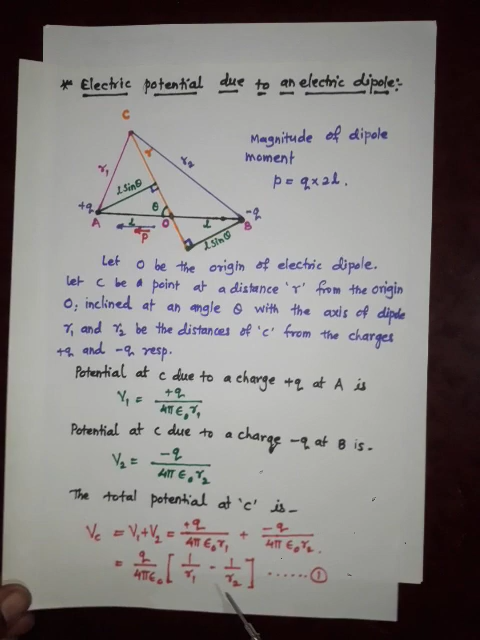 * Electric potential due to an electric dipole:-
C
r₁
r
r₂
Magnitude of dipole
moment
p = q × 2l.
lsinθ
+q
θ
-q
A
l
O
l
B
p
lsinθ
Let O be the origin of electric dipole.
Let C be a point at a distance 'r' from the origin
O; inclined at an angle θ with the axis of dipole
r₁ and r₂ be the distances of 'C' from the charges
+q and -q resp.
Potential at C due to a charge +q at A is
V₁ = +q / 4πε₀r₁
Potential at C due to a charge -q at B is-
V₂ = -q / 4πε₀r₂
The total potential at 'C' is-
Vc = V₁+V₂ = +q / 4πε₀r₁ + -q / 4πε₀r₂.
= q / 4πε₀ [ 1/r₁ - 1/r₂ ] ...... ①